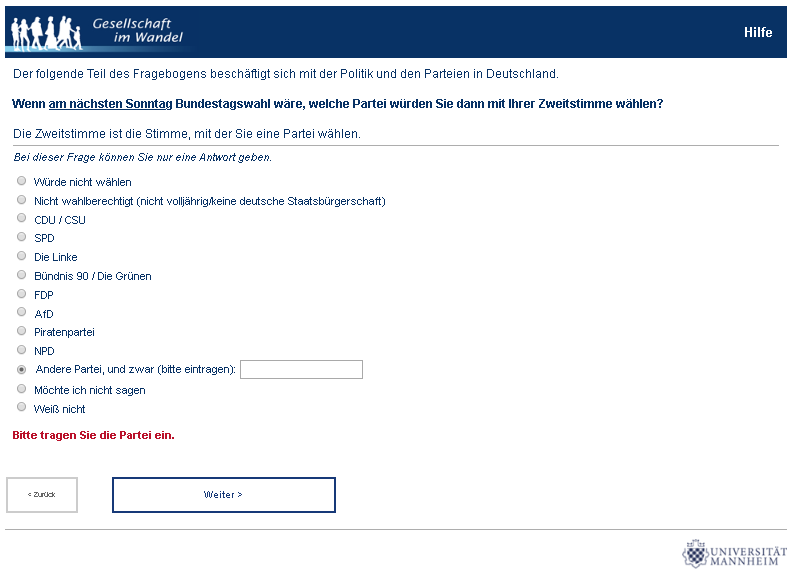 Gesellschaft
im Wandel
Hilfe
Der folgende Teil des Fragebogens beschäftigt sich mit der Politik und den Parteien in Deutschland.
Wenn am nächsten Sonntag Bundestagswahl wäre, welche Partei würden Sie dann mit Ihrer Zweitstimme wählen?
Die Zweitstimme ist die Stimme, mit der Sie eine Partei wählen.
Bei dieser Frage können Sie nur eine Antwort geben.
Würde nicht wählen
Nicht wahlberechtigt (nicht volljährig/keine deutsche Staatsbürgerschaft)
CDU / CSU
SPD
Die Linke
Bündnis 90 / Die Grünen
FDP
AfD
Piratenpartei
NPD
Andere Partei, und zwar (bitte eintragen):
Möchte ich nicht sagen
Weiß nicht
Bitte tragen Sie die Partei ein.
< Zurück
Weiter >
UNIVERSITÄT
MANNHEIM